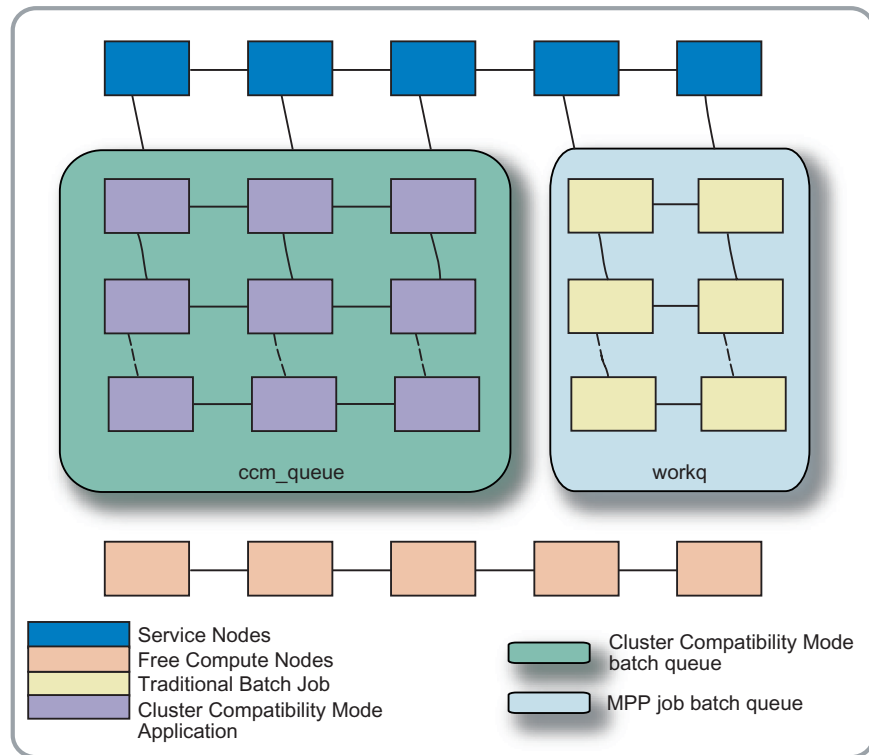 ccm_queue
workq
Service Nodes
Free Compute Nodes
Traditional Batch Job
Cluster Compatibility Mode
Application
Cluster Compatibility Mode
batch queue
MPP job batch queue